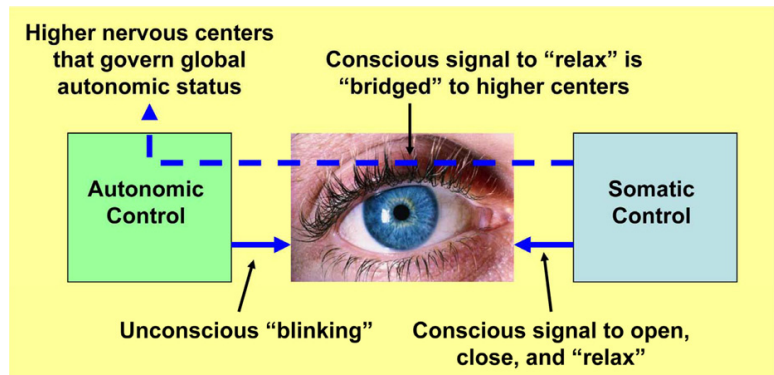 Higher nervous centers
that govern global
autonomic status
Conscious signal to “relax” is
“bridged” to higher centers
Autonomic
Control
Somatic
Control
Unconscious “blinking”
Conscious signal to open,
close, and “relax”